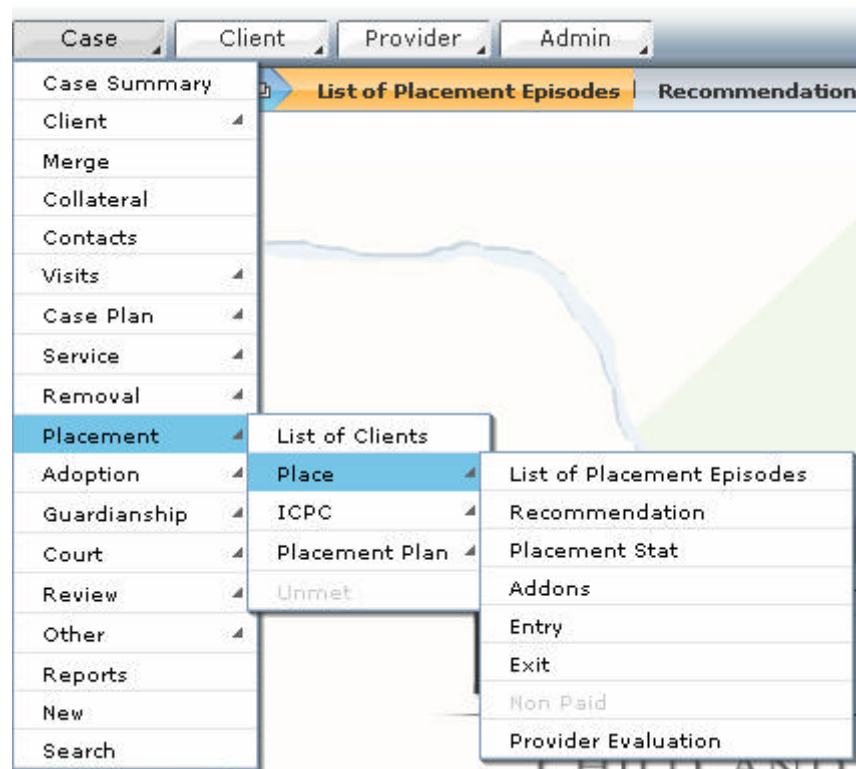 Case Client Provider Admin
List of Placement Episodes Recommendation
Case Summary
Client
Merge
Collateral
Contacts
Visits
Case Plan
Service
Removal
Placement
Adoption
Guardianship
Court
Review
Other
Reports
New
Search
List of Clients
Place
ICPC
Placement Plan
Unmet
List of Placement Episodes
Recommendation
Placement Stat
Addons
Entry
Exit
Non Paid
Provider Evaluation